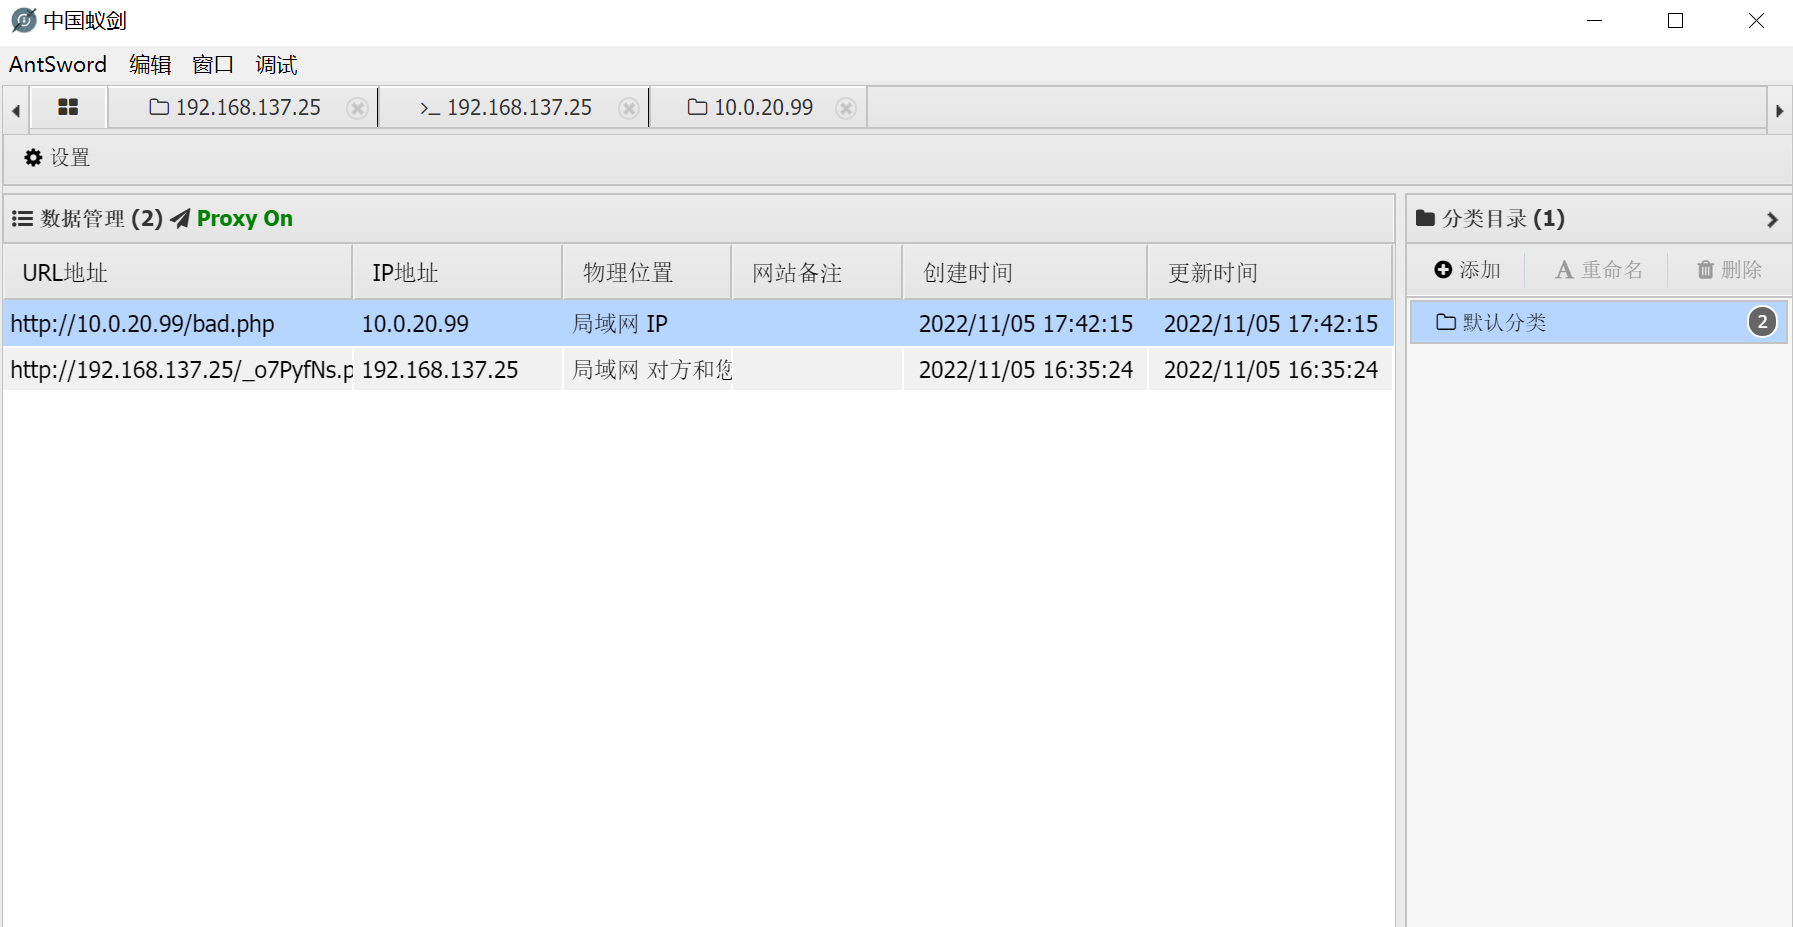 中国蚁剑
AntSword 编辑 窗口 调试
192.168.137.25 >_ 192.168.137.25 10.0.20.99
设置
数据管理 (2) Proxy On
URL地址 IP地址 物理位置 网站备注 创建时间 更新时间
http://10.0.20.99/bad.php 10.0.20.99 局域网 IP 2022/11/05 17:42:15 2022/11/05 17:42:15
http://192.168.137.25/_o7PyfNs.p 192.168.137.25 局域网 对方和您 2022/11/05 16:35:24 2022/11/05 16:35:24
分类目录 (1)
添加 重命名 删除
默认分类 2